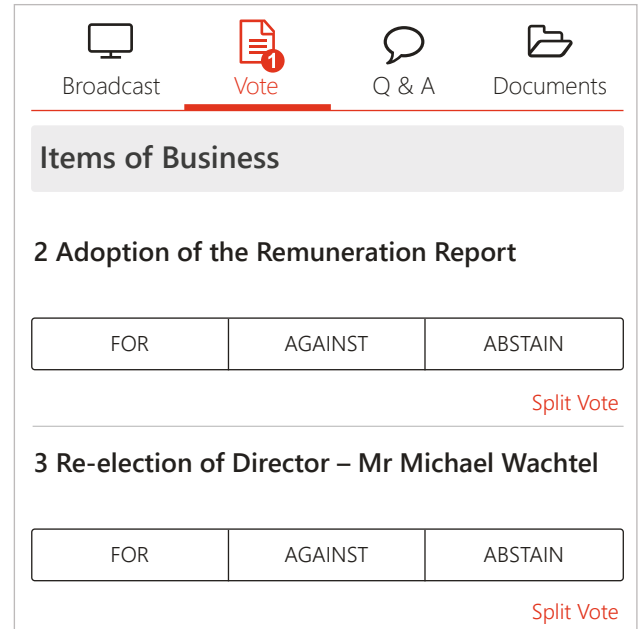 1
Broadcast Vote Q & A Documents
Items of Business
2 Adoption of the Remuneration Report
FOR AGAINST ABSTAIN
Split Vote
3 Re-election of Director – Mr Michael Wachtel
FOR AGAINST ABSTAIN
Split Vote